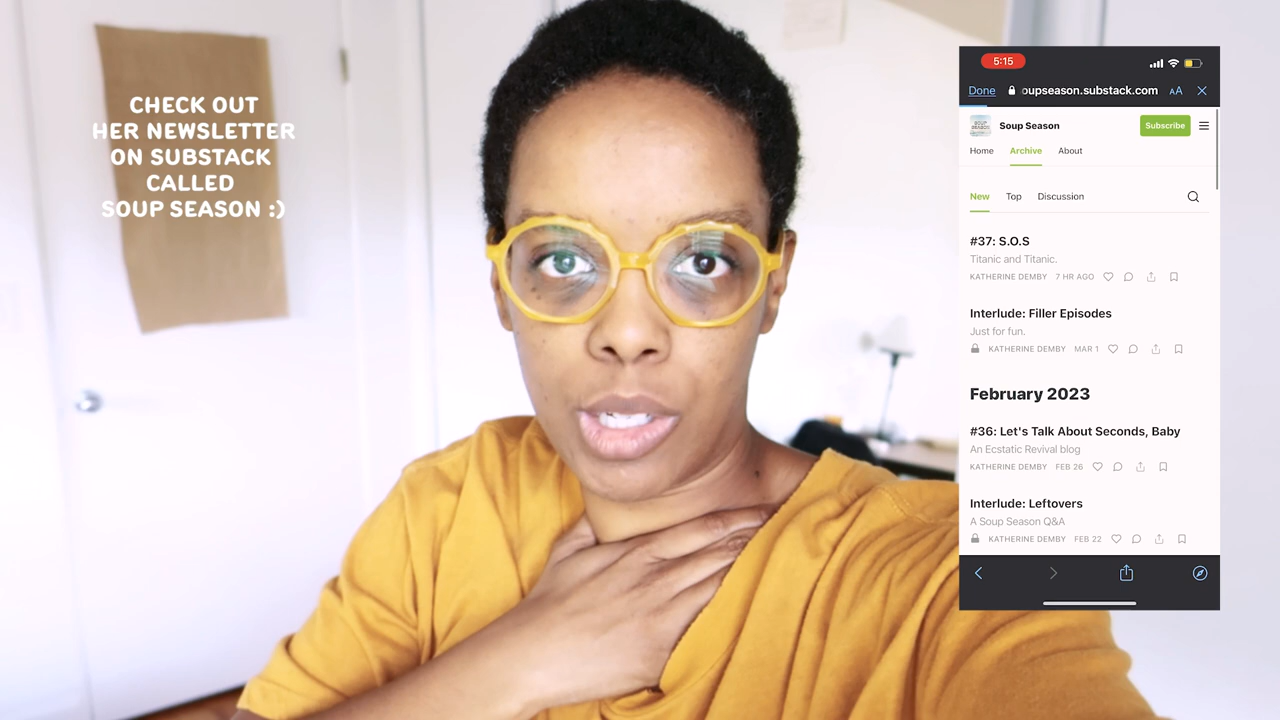 CHECK OUT
HER NEWSLETTER
ON SUBSTACK
CALLED
SOUP SEASON :)
5:15
Done oupseason.substack.com AA
SOUP SEASON
Soup Season Subscribe
Home Archive About
New Top Discussion
#37: S.O.S
Titanic and Titanic.
KATHERINE DEMBY 7 HR AGO
Interlude: Filler Episodes
Just for fun.
KATHERINE DEMBY MAR 1
February 2023
#36: Let's Talk About Seconds, Baby
An Ecstatic Revival blog
KATHERINE DEMBY FEB 26
Interlude: Leftovers
A Soup Season Q&A
KATHERINE DEMBY FEB 22